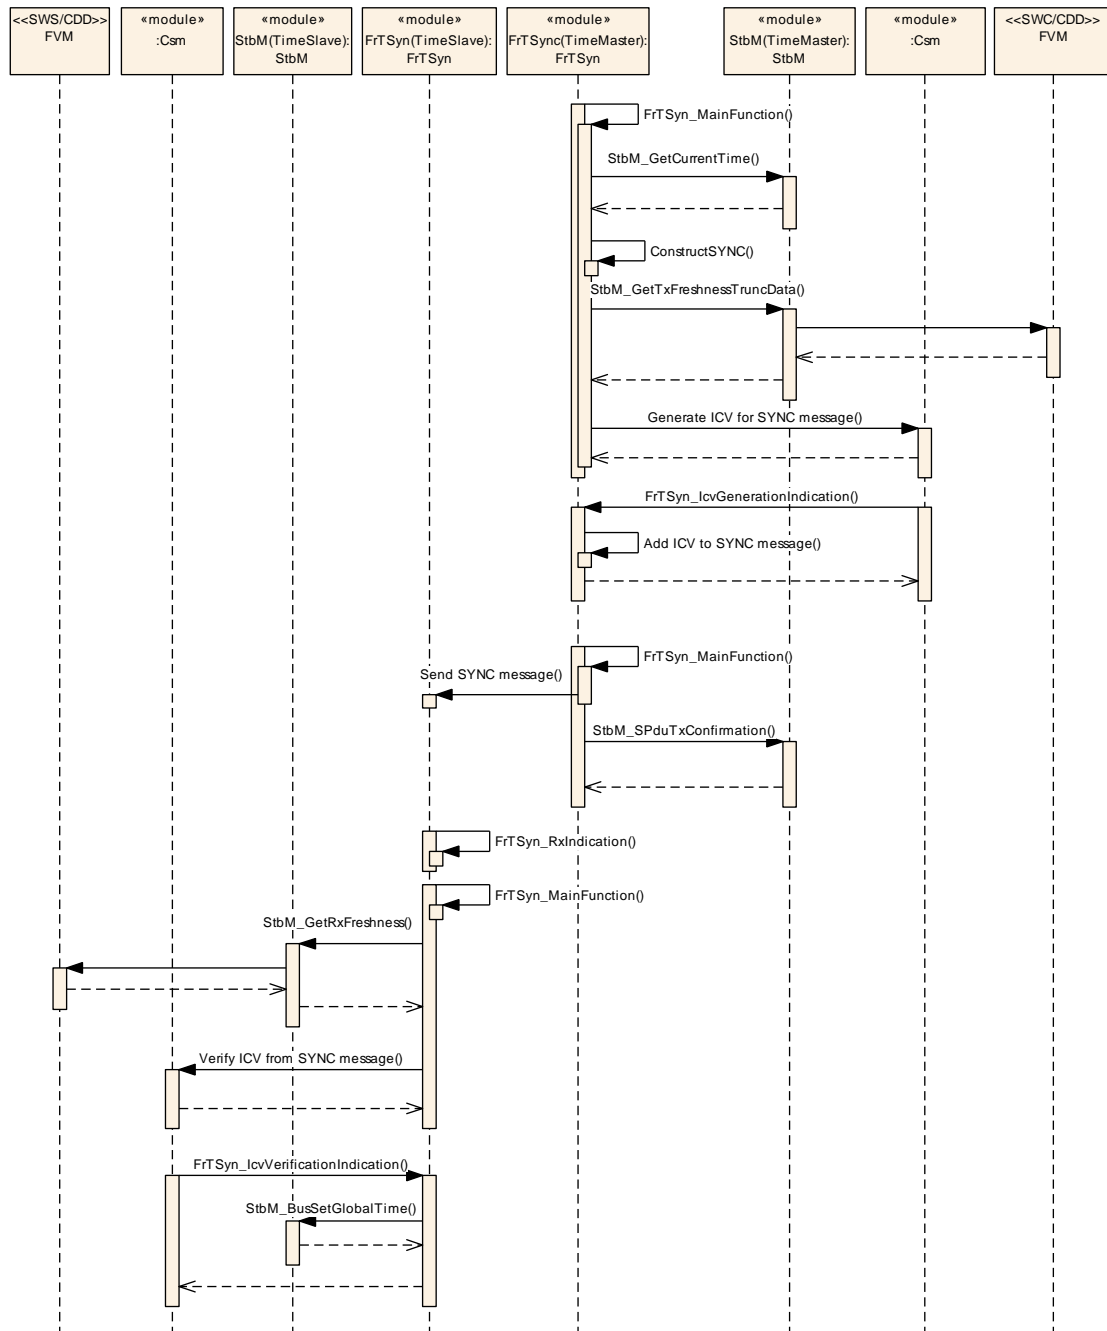 <<SWS/CDD>>
FVM
«module»
:Csm
«module»
StbM(TimeSlave):
StbM
«module»
FrTSyn(TimeSlave):
FrTSyn
«module»
FrTSync(TimeMaster):
FrTSyn
«module»
StbM(TimeMaster):
StbM
«module»
:Csm
<<SWC/CDD>>
FVM
FrTSyn_MainFunction()
StbM_GetCurrentTime()
ConstructSYNC()
StbM_GetTxFreshnessTruncData()
Generate ICV for SYNC message()
FrTSyn_IcvGenerationIndication()
Add ICV to SYNC message()
FrTSyn_MainFunction()
Send SYNC message()
StbM_SPduTxConfirmation()
FrTSyn_RxIndication()
FrTSyn_MainFunction()
StbM_GetRxFreshness()
Verify ICV from SYNC message()
FrTSyn_IcvVerificationIndication()
StbM_BusSetGlobalTime()